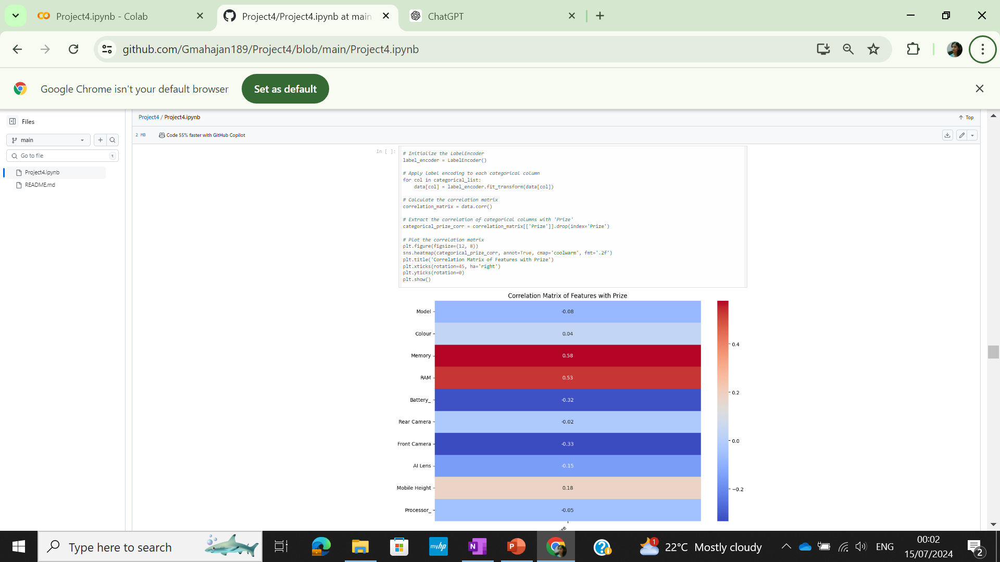 Project4.ipynb - Colab
Project4/Project4.ipynb at main
ChatGPT
github.com/Gmahajan189/Project4/blob/main/Project4.ipynb
Google Chrome isn't your default browser
Set as default
Files
main
Go to file
t
Project4.ipynb
README.md
Project4 / Project4.ipynb
Top
2 MB
Code 55% faster with GitHub Copilot
In [ ]:
# Initialize the LabelEncoder
label_encoder = LabelEncoder()
# Apply label encoding to each categorical column
for col in categorical_list:
    data[col] = label_encoder.fit_transform(data[col])
# Calculate the correlation matrix
correlation_matrix = data.corr()
# Extract the correlation of categorical columns with 'Prize'
categorical_prize_corr = correlation_matrix[['Prize']].drop(index='Prize')
# Plot the correlation matrix
plt.figure(figsize=(12, 8))
sns.heatmap(categorical_prize_corr, annot=True, cmap='coolwarm', fmt='.2f')
plt.title('Correlation Matrix of Features with Prize')
plt.xticks(rotation=45, ha='right')
plt.yticks(rotation=0)
plt.show()
Correlation Matrix of Features with Prize
Model -0.08
Colour 0.04
Memory 0.58
RAM 0.53
Battery_ -0.32
Rear Camera -0.02
Front Camera -0.33
AI Lens -0.15
Mobile Height 0.18
Processor_ -0.05
0.4
0.2
0.0
−0.2
Type here to search
myhp
N
P
1
22°C Mostly cloudy
ENG
00:02
15/07/2024
2